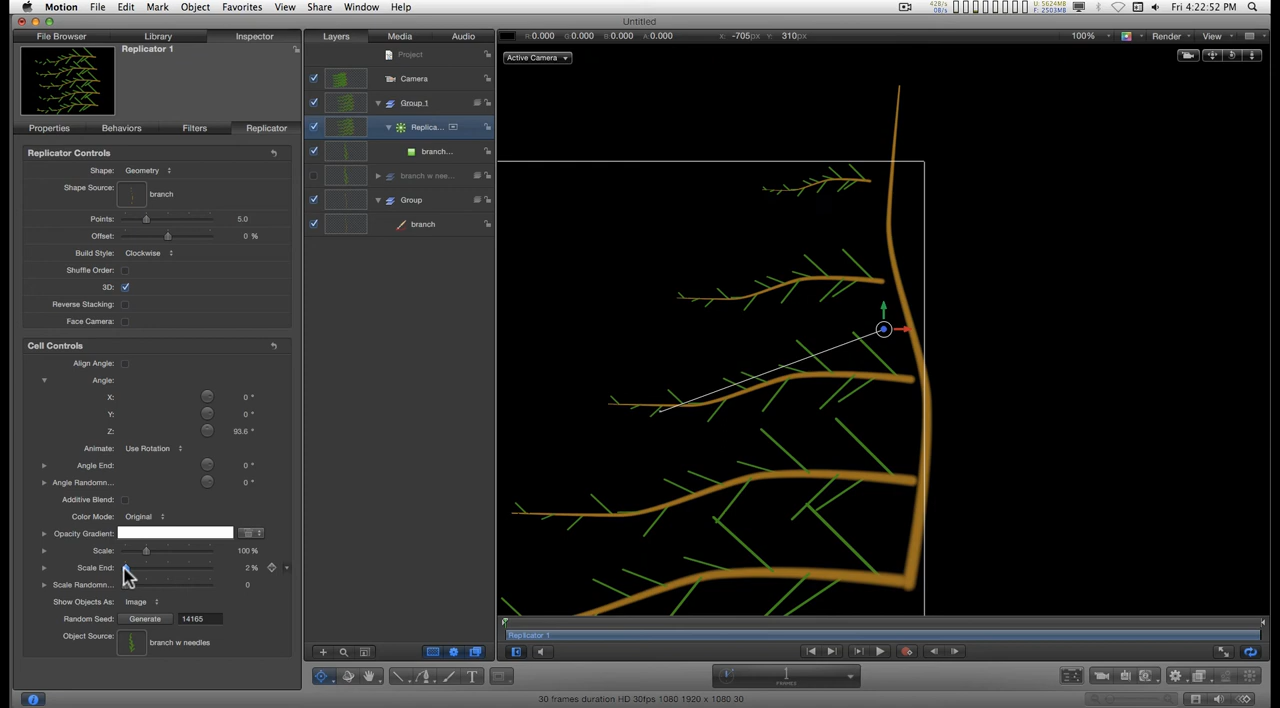 Motion File Edit Mark Object Favorites View Share Window Help
428/s 0B/s U: 5624MB F: 2503MB Fri 4:22:52 PM
Untitled
File Browser Library Inspector
Layers Media Audio
R:0.000 G:0.000 B:0.000 A:0.000 X: -705px Y: 310px 100% Render View
Replicator 1
Properties Behaviors Filters Replicator
Replicator Controls
Shape: Geometry
Shape Source: branch
Points: 5.0
Offset: 0 %
Build Style: Clockwise
Shuffle Order:
3D:
Reverse Stacking:
Face Camera:
Cell Controls
Align Angle:
Angle:
X: 0 °
Y: 0 °
Z: 93.6 °
Animate: Use Rotation
Angle End: 0 °
Angle Randomn... 0 °
Additive Blend:
Color Mode: Original
Opacity Gradient:
Scale: 100 %
Scale End: 2 %
Scale Randomn... 0
Show Objects As: Image
Random Seed: Generate 14165
Object Source: branch w needles
Project
Camera
Group.1
Replica...
branch...
branch w nee...
Group
branch
Active Camera
Replicator 1
T
1
FRAME
30 frames duration HD 30fps 1080 1920 x 1080 30